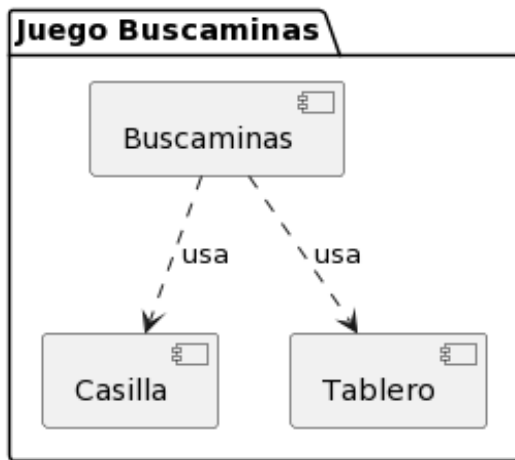 Juego Buscaminas
Buscaminas
usa
usa
Casilla
Tablero